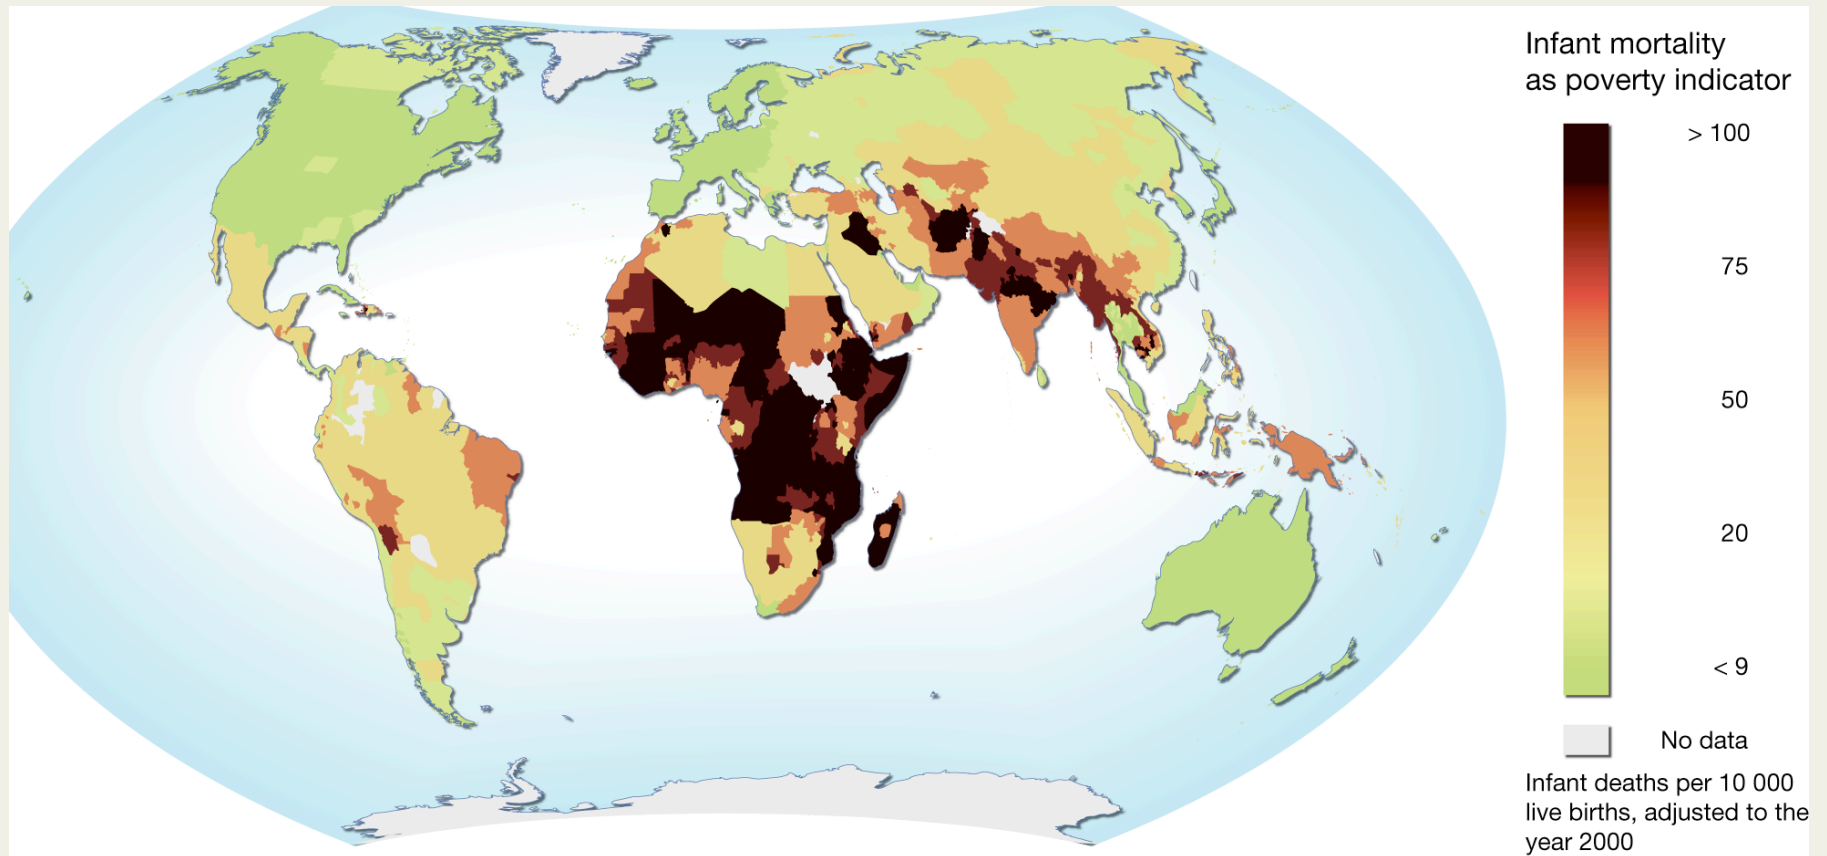 Infant mortality
as poverty indicator
> 100
75
50
20
< 9
No data
Infant deaths per 10 000
live births, adjusted to the
year 2000